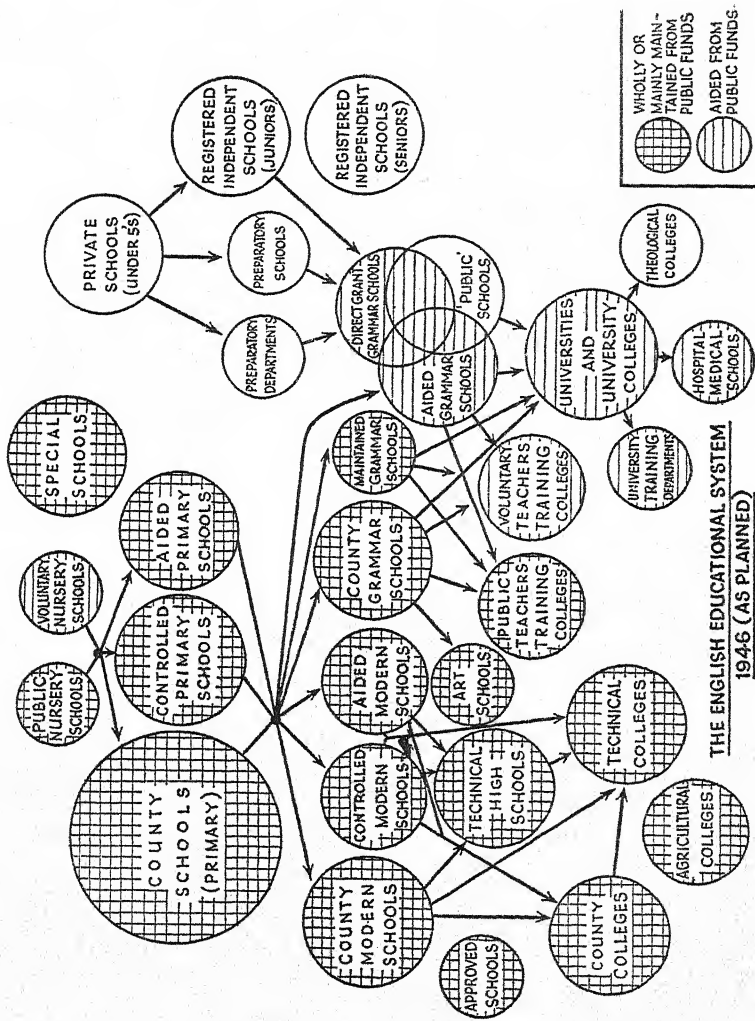 PUBLIC
NURSERY
SCHOOLS
VOLUNTARY
NURSERY
SCHOOLS
SPECIAL
SCHOOLS
PRIVATE
SCHOOLS
(UNDER 5'S)
COUNTY
SCHOOLS
(PRIMARY)
CONTROLLED
PRIMARY
SCHOOLS
AIDED
PRIMARY
SCHOOLS
PREPARATORY
DEPARTMENTS
PREPARATORY
SCHOOLS
REGISTERED
INDEPENDENT
SCHOOLS
(JUNIORS)
COUNTY
MODERN
SCHOOLS
CONTROLLED
MODERN
SCHOOLS
AIDED
MODERN
SCHOOLS
COUNTY
GRAMMAR
SCHOOLS
MAINTAINED
GRAMMAR
SCHOOLS
AIDED
GRAMMAR
SCHOOLS
DIRECT GRANT
GRAMMAR SCHOOLS
'PUBLIC'
SCHOOLS
REGISTERED
INDEPENDENT
SCHOOLS
(SENIORS)
APPROVED
SCHOOLS
TECHNICAL
HIGH
SCHOOLS
ART
SCHOOLS
PUBLIC
TEACHERS
TRAINING
COLLEGES
VOLUNTARY
TEACHERS
TRAINING
COLLEGES
UNIVERSITIES
AND
UNIVERSITY
COLLEGES
COUNTY
COLLEGES
AGRICULTURAL
COLLEGES
TECHNICAL
COLLEGES
UNIVERSITY
TRAINING
DEPARTMENTS
HOSPITAL
MEDICAL
SCHOOLS
THEOLOGICAL
COLLEGES
WHOLLY OR
MAINLY MAIN-
TAINED FROM
PUBLIC FUNDS
AIDED FROM
PUBLIC FUNDS
THE ENGLISH EDUCATIONAL SYSTEM
1946 (AS PLANNED)